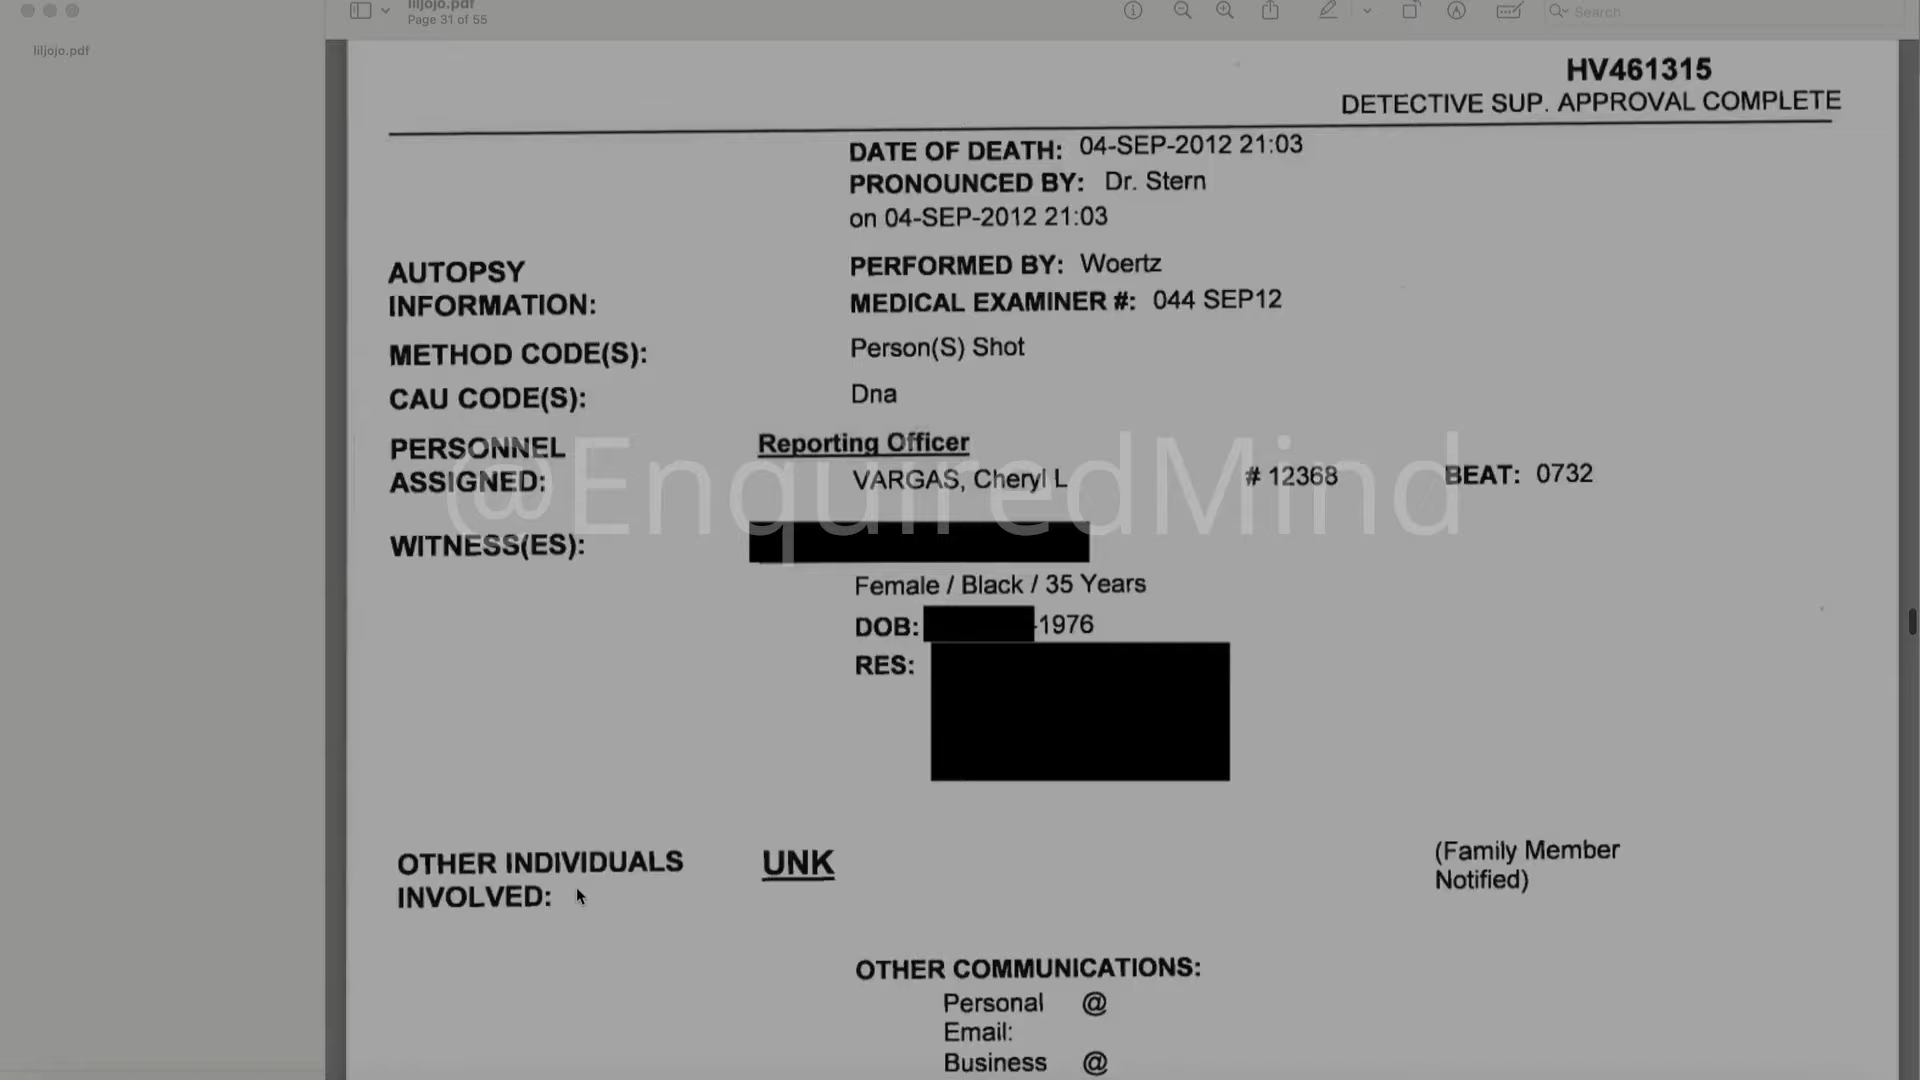 liljojo.pdf
Page 31 of 55
Search
liljojo.pdf
HV461315
DETECTIVE SUP. APPROVAL COMPLETE
DATE OF DEATH: 04-SEP-2012 21:03
PRONOUNCED BY: Dr. Stern
on 04-SEP-2012 21:03
AUTOPSY
INFORMATION:
PERFORMED BY: Woertz
MEDICAL EXAMINER #: 044 SEP12
METHOD CODE(S): Person(S) Shot
CAU CODE(S): Dna
PERSONNEL
ASSIGNED:
Reporting Officer
VARGAS, Cheryl L # 12368 BEAT: 0732
@EnquiredMind
WITNESS(ES):
Female / Black / 35 Years
DOB: -1976
RES:
OTHER INDIVIDUALS
INVOLVED:
UNK
(Family Member
Notified)
OTHER COMMUNICATIONS:
Personal @
Email:
Business @